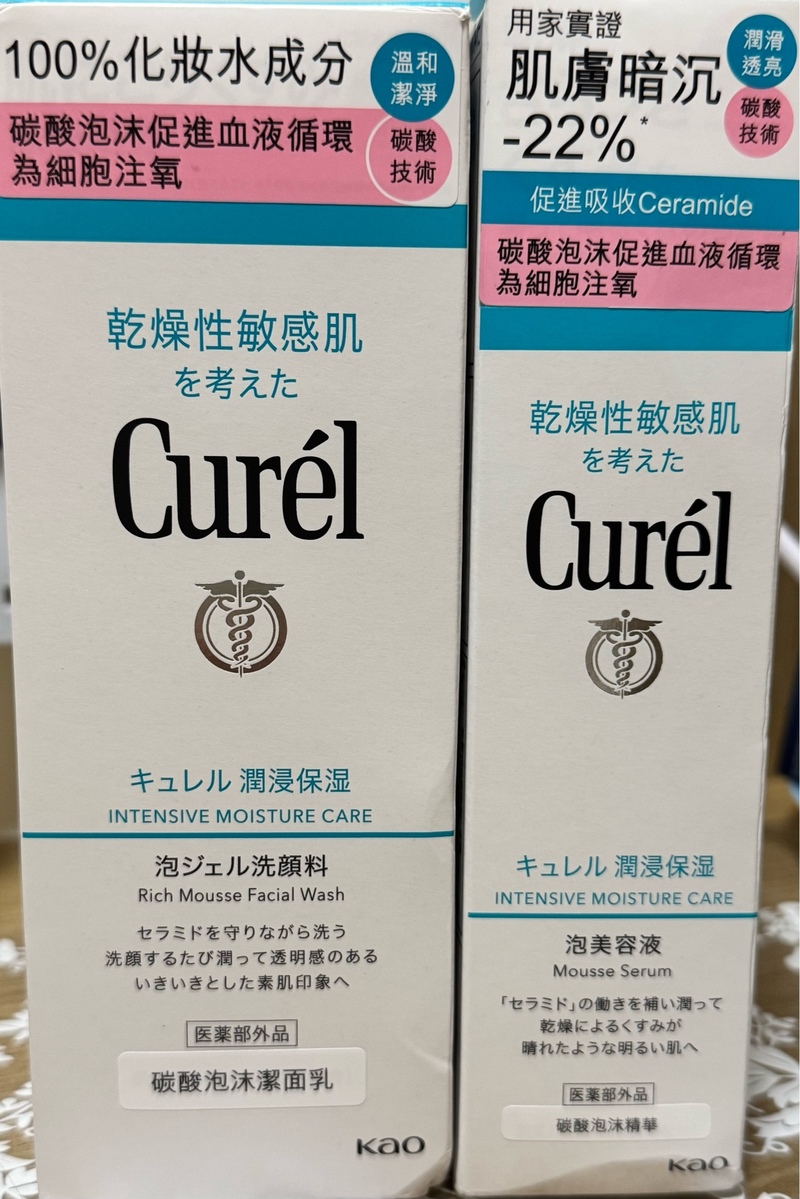 100%化妝水成分
溫和
潔淨
碳酸泡沫促進血液循環
為細胞注氧
碳酸
技術
乾燥性敏感肌
を考えた
Curél
キュレル 潤浸保湿
INTENSIVE MOISTURE CARE
泡ジェル洗顔料
Rich Mousse Facial Wash
セラミドを守りながら洗う
洗顔するたび潤って透明感のある
いきいきとした素肌印象へ
医薬部外品
碳酸泡沫潔面乳
Kao
用家實證
肌膚暗沉
-22%*
潤滑
透亮
碳酸
技術
促進吸收Ceramide
碳酸泡沫促進血液循環
為細胞注氧
乾燥性敏感肌
を考えた
Curél
キュレル 潤浸保湿
INTENSIVE MOISTURE CARE
泡美容液
Mousse Serum
「セラミド」の働きを補い潤って
乾燥によるくすみが
晴れたような明るい肌へ
医薬部外品
碳酸泡沫精華
Kao